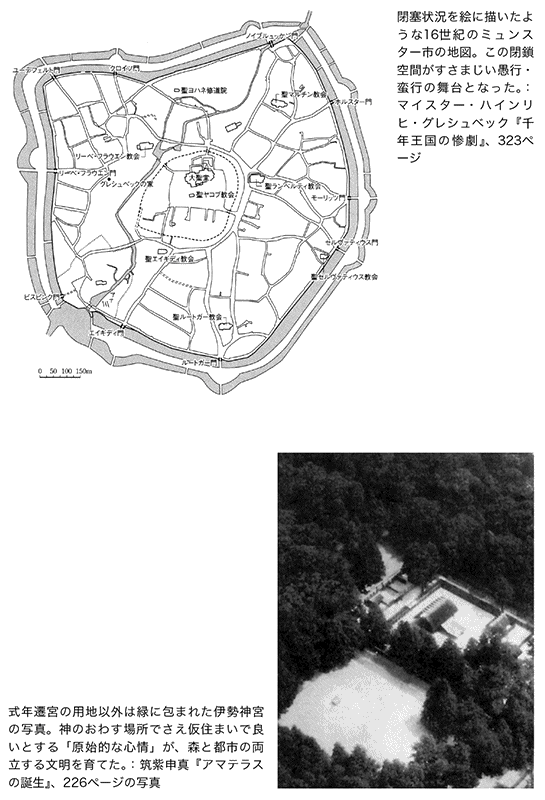 閉塞状況を絵に描いたよ
うな16世紀のミュンス
ター市の地図。この閉鎖
空間がすさまじい愚行・
蛮行の舞台となった。：
マイスター・ハインリ
ヒ・グレシュベック『千
年王国の惨劇』、323ペ
ージ
ノイブリュッケン門
ユーデフェルト門
クロイツ門
聖ヨハネ修道院
聖マルチン教会
ホルスター門
リーベ・フラウエン教会
リーベ・フラウエン門
グレシュベックの家
大聖堂
聖ヤコブ教会
聖ランベルティ教会
モーリッツ門
セルヴァティウス門
聖エイキディ教会
聖セルヴァティウス教会
ビスピンク門
聖ルートガー教会
エイキディ門
ルートガー門
0 50 100 150m
式年遷宮の用地以外は緑に包まれた伊勢神宮
の写真。神のおわす場所でさえ仮住まいで良
いとする「原始的な心情」が、森と都市の両
立する文明を育てた。：筑紫申真『アマテラス
の誕生』、226ページの写真